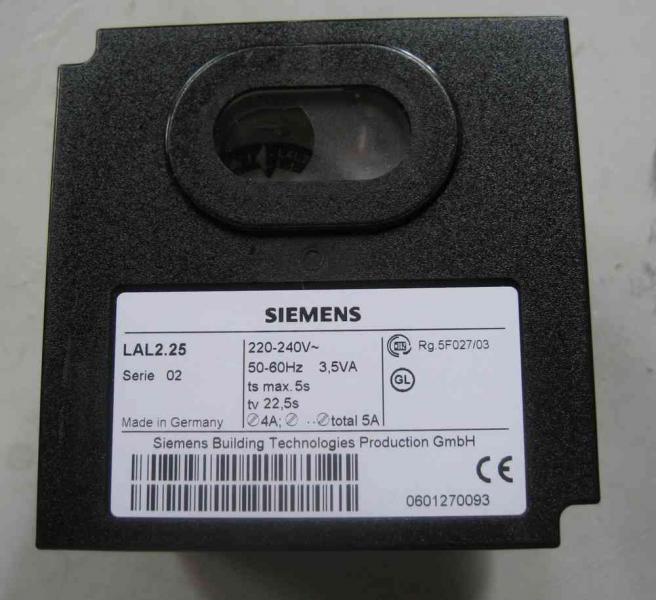 SIEMENS
LAL2.25
Serie 02
Made in Germany
220-240V~
50-60Hz 3,5VA
ts max. 5s
tv 22,5s
4A; ..total 5A
Rg.5F027/03
GL
Siemens Building Technologies Production GmbH
CE
0601270093